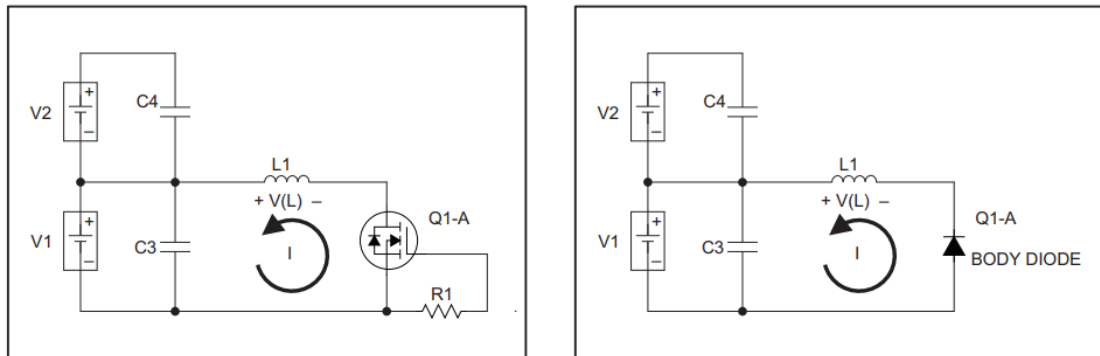 V2
+
–
C4
L1
+ V(L) –
V1
+
–
C3
I
Q1-A
R1
V2
+
–
C4
L1
+ V(L) –
V1
+
–
C3
I
Q1-A
BODY DIODE